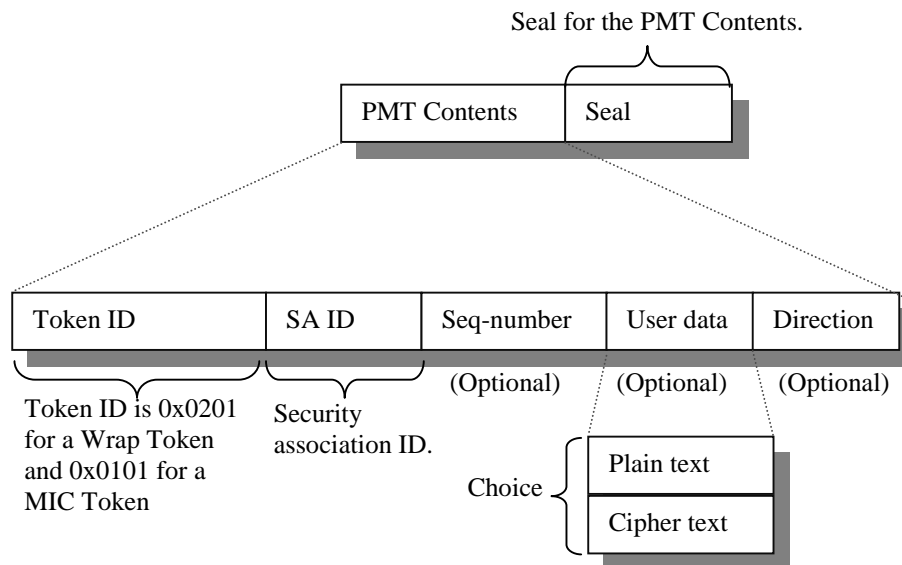 Seal for the PMT Contents.
PMT Contents
Seal
Token ID
SA ID
Seq-number
User data
Direction
(Optional)
(Optional)
(Optional)
Token ID is 0x0201
for a Wrap Token
and 0x0101 for a
MIC Token
Security
association ID.
Choice
Plain text
Cipher text